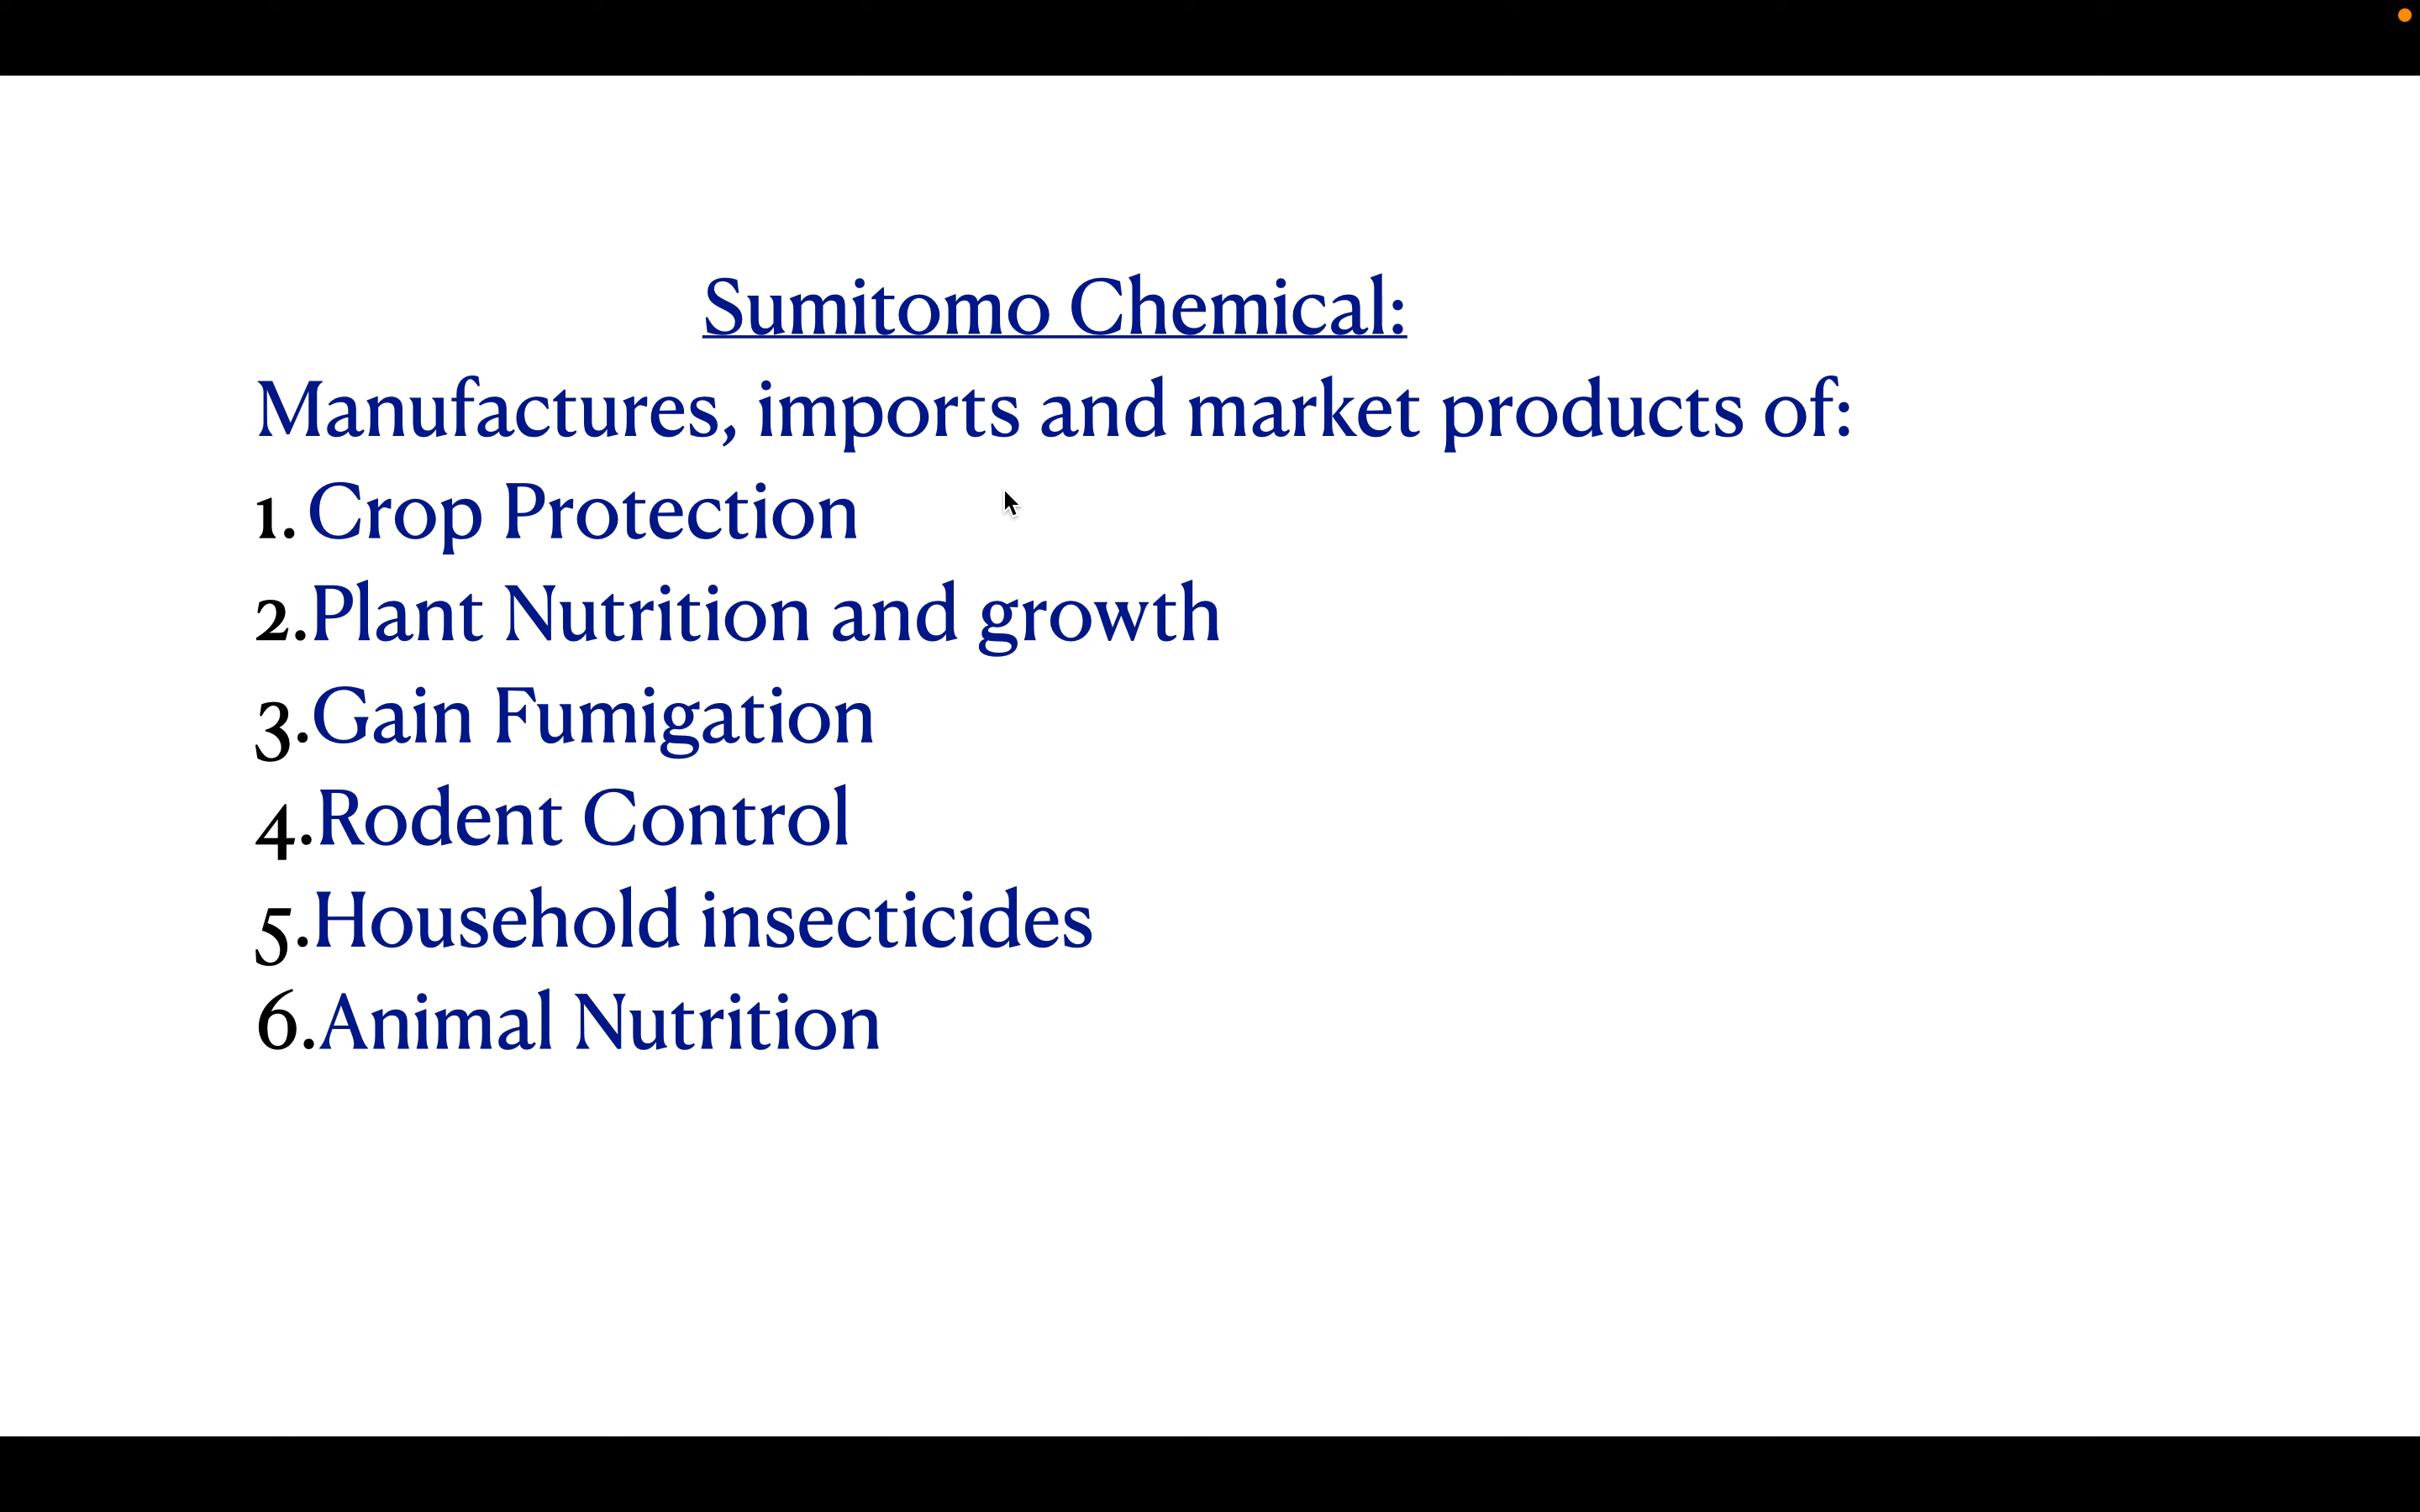 Sumitomo Chemical:
Manufactures, imports and market products of:
1. Crop Protection
2.Plant Nutrition and growth
3.Gain Fumigation
4.Rodent Control
5.Household insecticides
6.Animal Nutrition